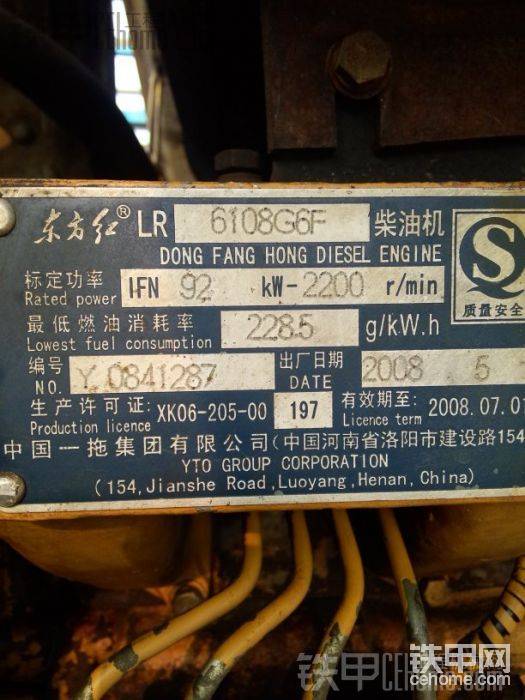 东方红® LR 6108G6F 柴油机
DONG FANG HONG DIESEL ENGINE
标定功率 IFN 92 kW-2200 r/min
Rated power
最低燃油消耗率 228.5 g/kW.h
Lowest fuel consumption
编号 Y 0841287 出厂日期 2008 5
NO. DATE
生产许可证: XK06-205-00 197 有效期至: 2008.07.0
Production licence Licence term
中国一拖集团有限公司(中国河南省洛阳市建设路154
YTO GROUP CORPORATION
(154,Jianshe Road,Luoyang,Henan,China)
质量安全
铁甲网
cehome.com